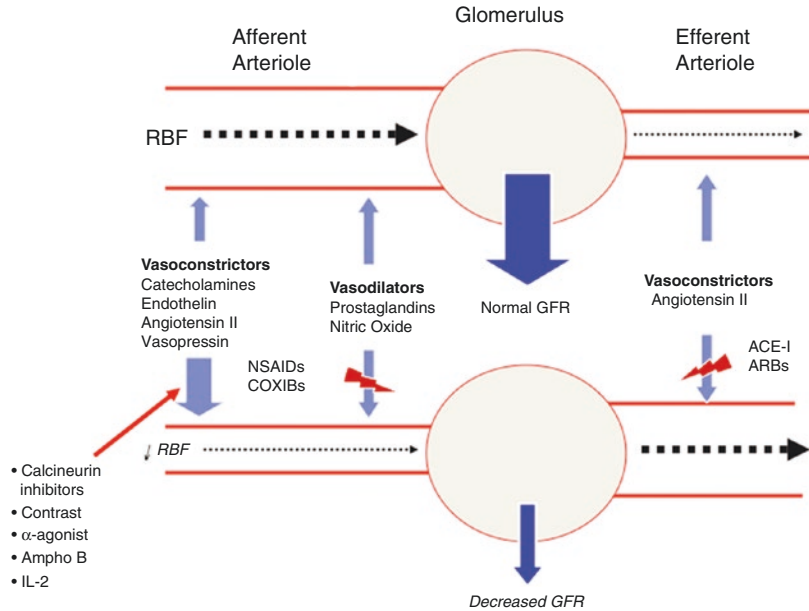 Glomerulus
Afferent
Arteriole
Efferent
Arteriole
RBF
Vasoconstrictors
Catecholamines
Endothelin
Angiotensin II
Vasopressin
Vasodilators
Prostaglandins
Nitric Oxide
Normal GFR
Vasoconstrictors
Angiotensin II
NSAIDs
COXIBs
ACE-I
ARBs
↓ RBF
• Calcineurin
inhibitors
• Contrast
• α-agonist
• Ampho B
• IL-2
Decreased GFR